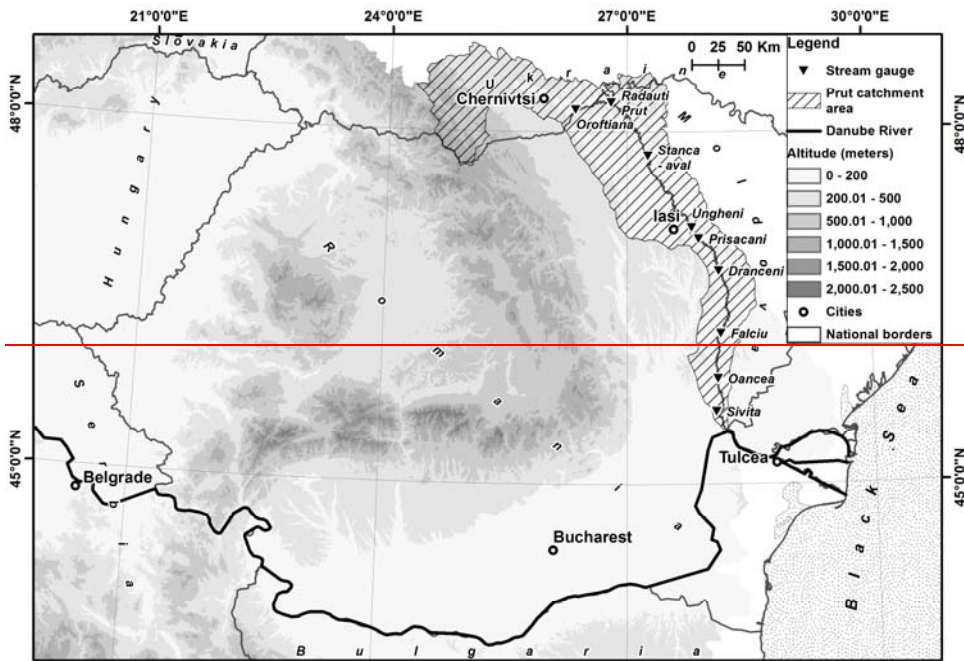 21°0'0"E
24°0'0"E
27°0'0"E
30°0'0"E
48°0'0"N
48°0'0"N
45°0'0"N
45°0'0"N
Slovakia
Hungary
Ukraine
Moldova
Romania
Serbia
Bulgaria
Black Sea
0 25 50 Km
Chernivtsi
Radauti
Prut
Oroftiana
Stanca
- aval
Iasi
Ungheni
Prisacani
Dranceni
Falciu
Oancea
Sivita
Tulcea
Belgrade
Bucharest
Legend
Stream gauge
Prut catchment
area
Danube River
Altitude (meters)
0 - 200
200.01 - 500
500.01 - 1,000
1,000.01 - 1,500
1,500.01 - 2,000
2,000.01 - 2,500
Cities
National borders